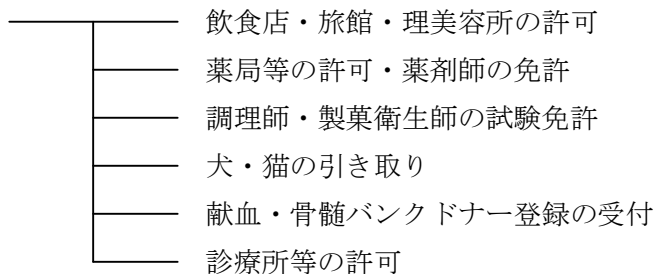 飲食店・旅館・理美容所の許可
薬局等の許可・薬剤師の免許
調理師・製菓衛生師の試験免許
犬・猫の引き取り
献血・骨髄バンクドナー登録の受付
診療所等の許可